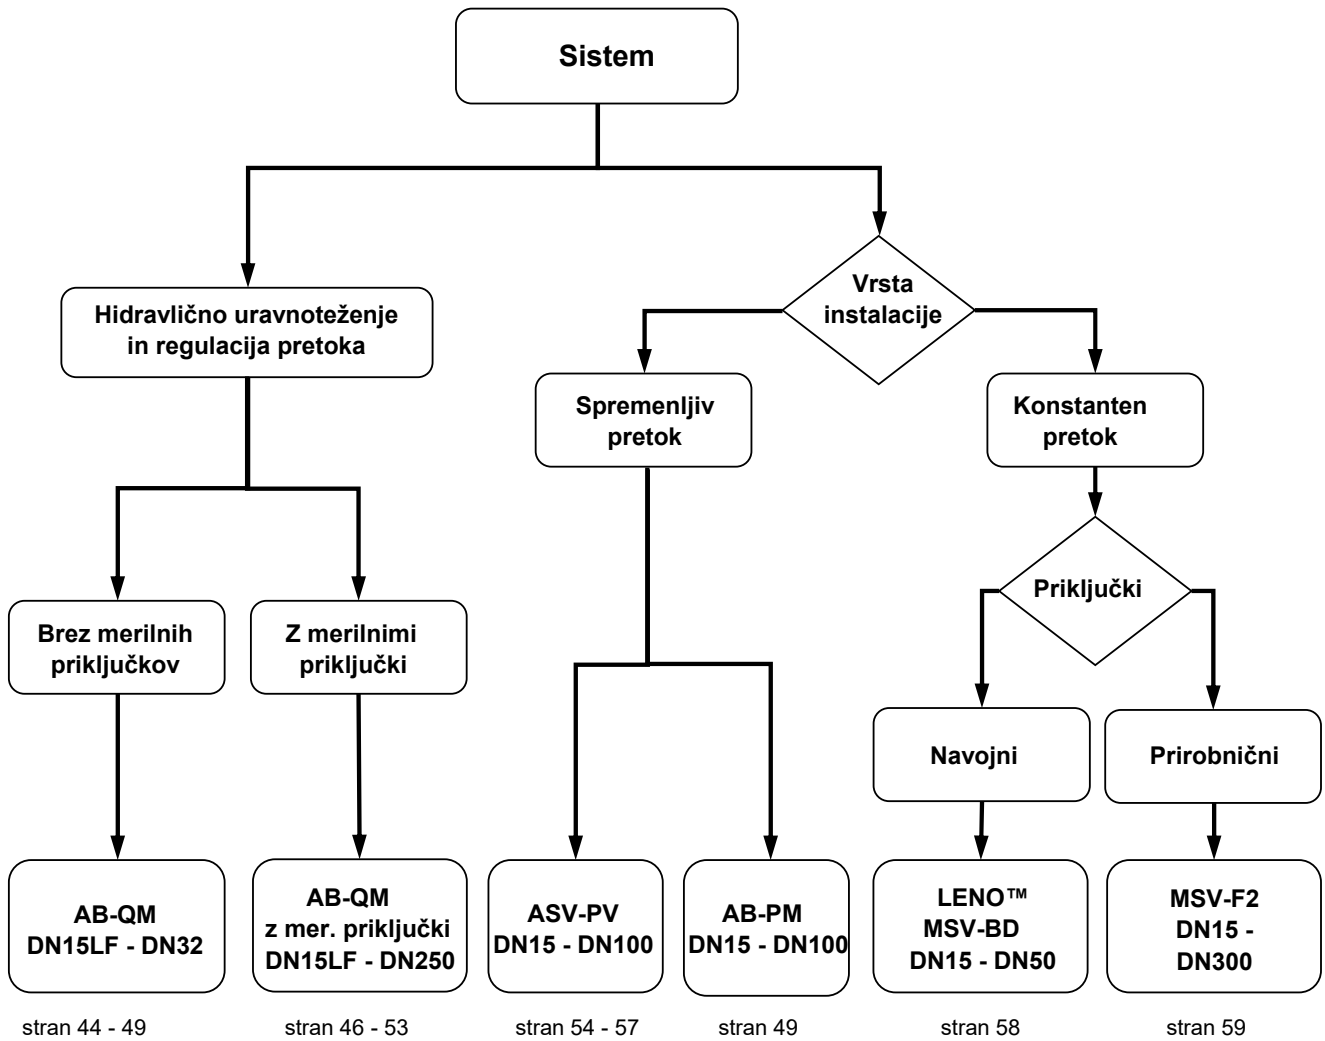 Sistem
Vrsta
instalacije
Hidravlično uravnoteženje
in regulacija pretoka
Spremenljiv
pretok
Konstanten
pretok
Priključki
Brez merilnih
priključkov
Z merilnimi
priključki
Navojni
Prirobnični
AB-QM
DN15LF - DN32
AB-QM
z mer. priključki
DN15LF - DN250
ASV-PV
DN15 - DN100
AB-PM
DN15 - DN100
LENO™
MSV-BD
DN15 - DN50
MSV-F2
DN15 -
DN300
stran 44 - 49
stran 46 - 53
stran 54 - 57
stran 49
stran 58
stran 59